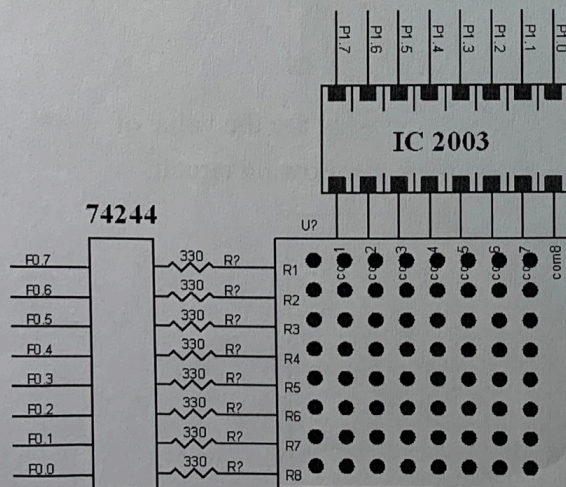 P1.7 P1.6 P1.5 P1.4 P1.3 P1.2 P1.1 P1.0
IC 2003
74244
U?
com8
P0.7 330 R? R1
P0.6 330 R? R2
P0.5 330 R? R3
P0.4 330 R? R4
P0.3 330 R? R5
P0.2 330 R? R6
P0.1 330 R? R7
P0.0 330 R? R8